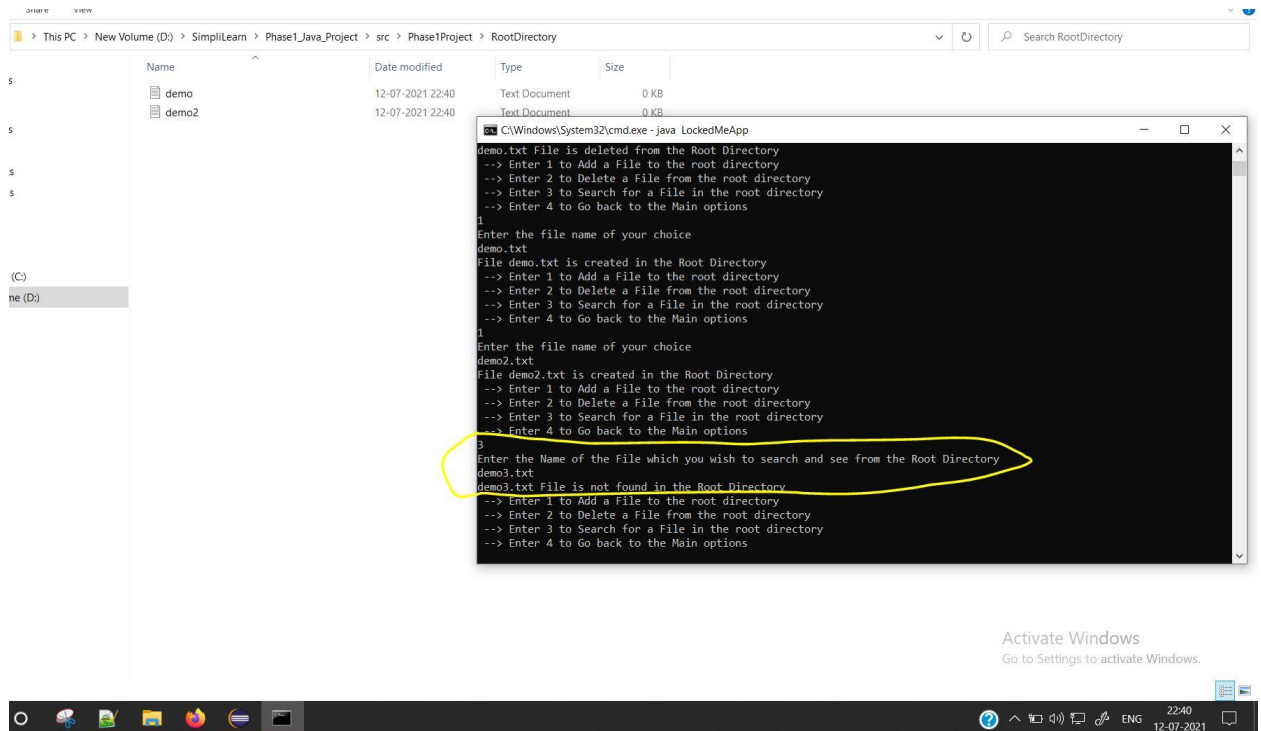 Share View
> This PC > New Volume (D:) > SimpliLearn > Phase1_Java_Project > src > Phase1Project > RootDirectory
Search RootDirectory
Name Date modified Type Size
demo 12-07-2021 22:40 Text Document 0 KB
demo2 12-07-2021 22:40 Text Document 0 KB
(C:)
me (D:)
C:\Windows\System32\cmd.exe - java LockedMeApp
demo.txt File is deleted from the Root Directory
--> Enter 1 to Add a File to the root directory
--> Enter 2 to Delete a File from the root directory
--> Enter 3 to Search for a File in the root directory
--> Enter 4 to Go back to the Main options
1
Enter the file name of your choice
demo.txt
File demo.txt is created in the Root Directory
--> Enter 1 to Add a File to the root directory
--> Enter 2 to Delete a File from the root directory
--> Enter 3 to Search for a File in the root directory
--> Enter 4 to Go back to the Main options
1
Enter the file name of your choice
demo2.txt
File demo2.txt is created in the Root Directory
--> Enter 1 to Add a File to the root directory
--> Enter 2 to Delete a File from the root directory
--> Enter 3 to Search for a File in the root directory
--> Enter 4 to Go back to the Main options
3
Enter the Name of the File which you wish to search and see from the Root Directory
demo3.txt
demo3.txt File is not found in the Root Directory
--> Enter 1 to Add a File to the root directory
--> Enter 2 to Delete a File from the root directory
--> Enter 3 to Search for a File in the root directory
--> Enter 4 to Go back to the Main options
Activate Windows
Go to Settings to activate Windows.
ENG
22:40
12-07-2021